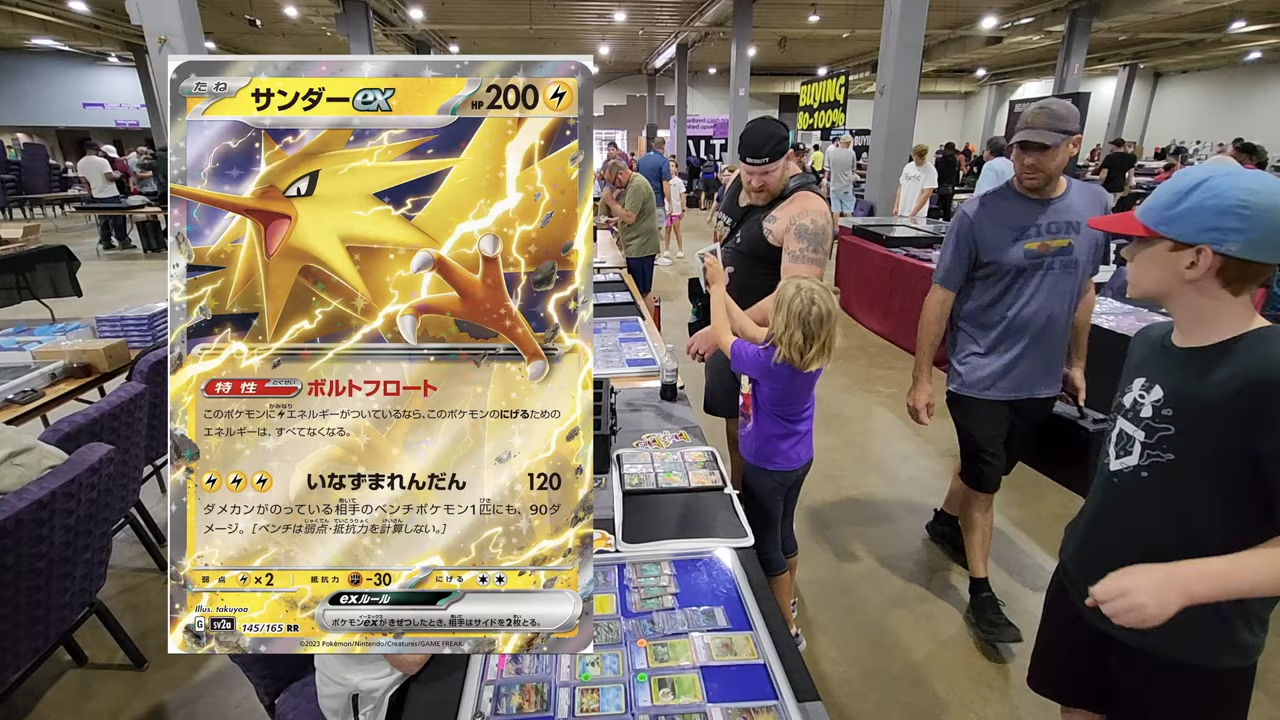 たね サンダーex HP 200
特性 とくせい ボルトフロート
このポケモンにエネルギーがついているなら、このポケモンのにげるための
エネルギーは、すべてなくなる。
いなずまれんだん 120
ダメカンがのっている相手のベンチポケモン1匹にも、90ダ
メージ。[ベンチは弱点・抵抗力を計算しない。]
弱点 ×2 抵抗力 -30 にげる
exルール
ポケモンexがきぜつしたとき、相手はサイドを2枚とる。
Illus. takuyoa
G sv2a 145/165 RR
©2023 Pokémon/Nintendo/Creatures/GAME FREAK.
BUYING
80-100%
BUYING
ALT
SECURITY
ZION